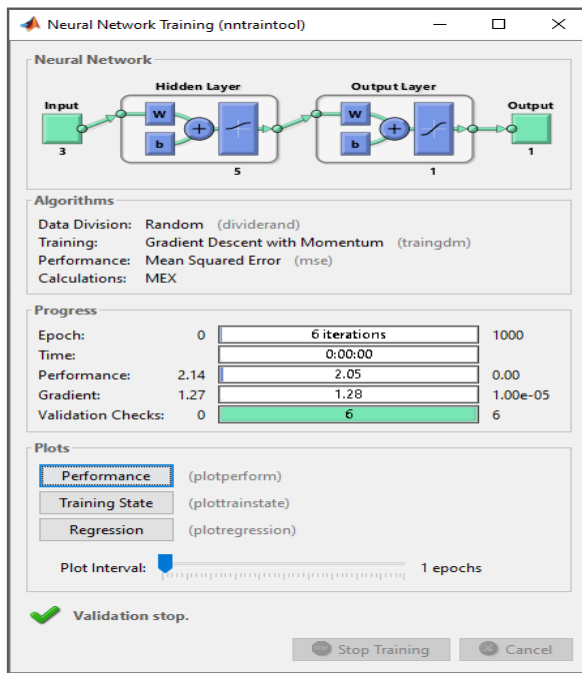 Neural Network Training (nntraintool)
Neural Network
Hidden Layer Output Layer
Input Output
W W
+ +
b b
3 5 1 1
Algorithms
Data Division: Random (dividerand)
Training: Gradient Descent with Momentum (traingdm)
Performance: Mean Squared Error (mse)
Calculations: MEX
Progress
Epoch: 0 6 iterations 1000
Time: 0:00:00
Performance: 2.14 2.05 0.00
Gradient: 1.27 1.28 1.00e-05
Validation Checks: 0 6 6
Plots
Performance (plotperform)
Training State (plottrainstate)
Regression (plotregression)
Plot Interval: 1 epochs
Validation stop.
Stop Training Cancel